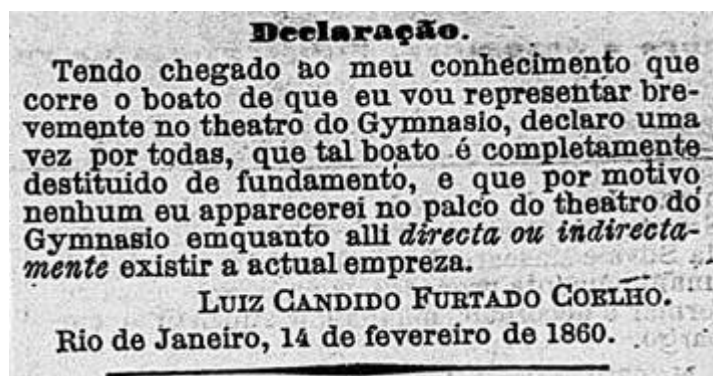 Declaração.
Tendo chegado ao meu conhecimento que
corre o boato de que eu vou representar bre-
vemente no theatro do Gymnasio, declaro uma
vez por todas, que tal boato é completamente
destituido de fundamento, e que por motivo
nenhum eu apparecerei no palco do theatro do
Gymnasio emquanto alli directa ou indirecta-
mente existir a actual empreza.
LUIZ CANDIDO FURTADO COELHO.
Rio de Janeiro, 14 de fevereiro de 1860.